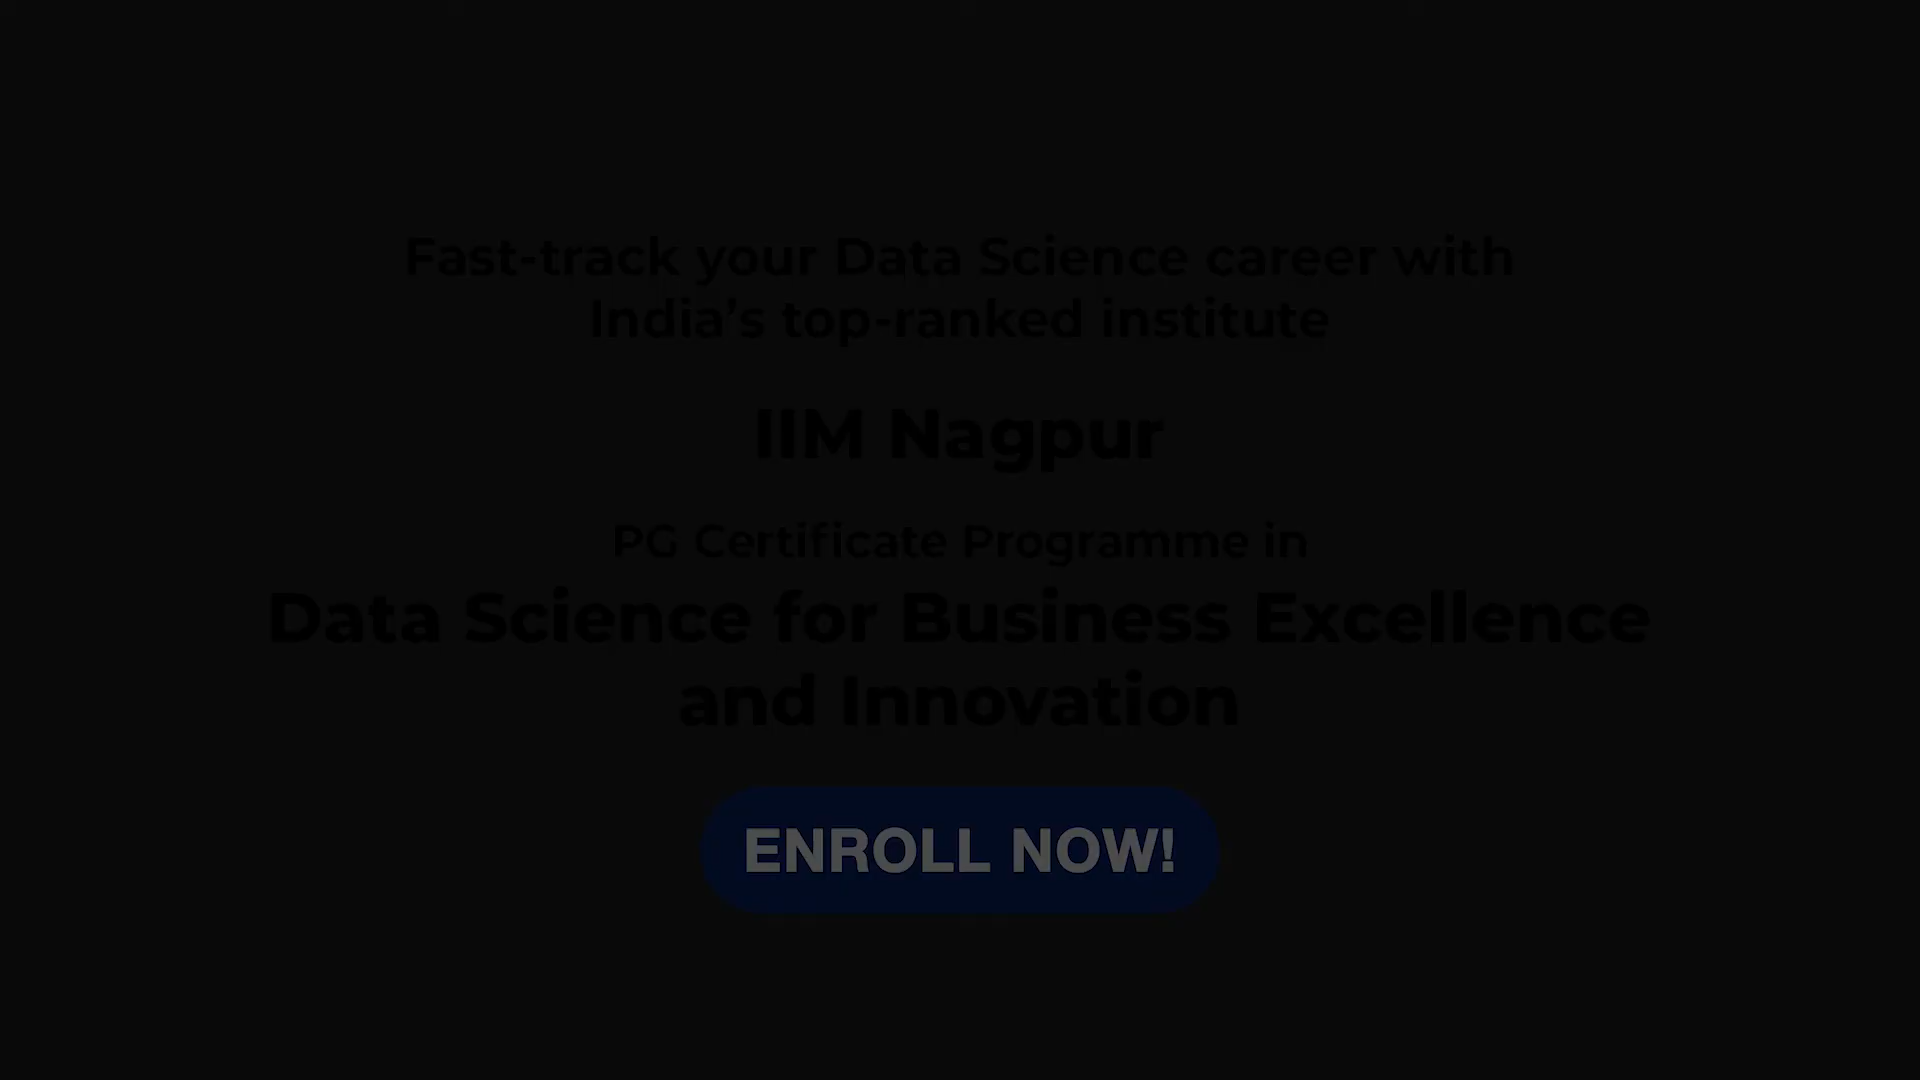 Fast-track your Data Science career with
India’s top-ranked institute
IIM Nagpur
PG Certificate Programme in
Data Science for Business Excellence
and Innovation
ENROLL NOW!